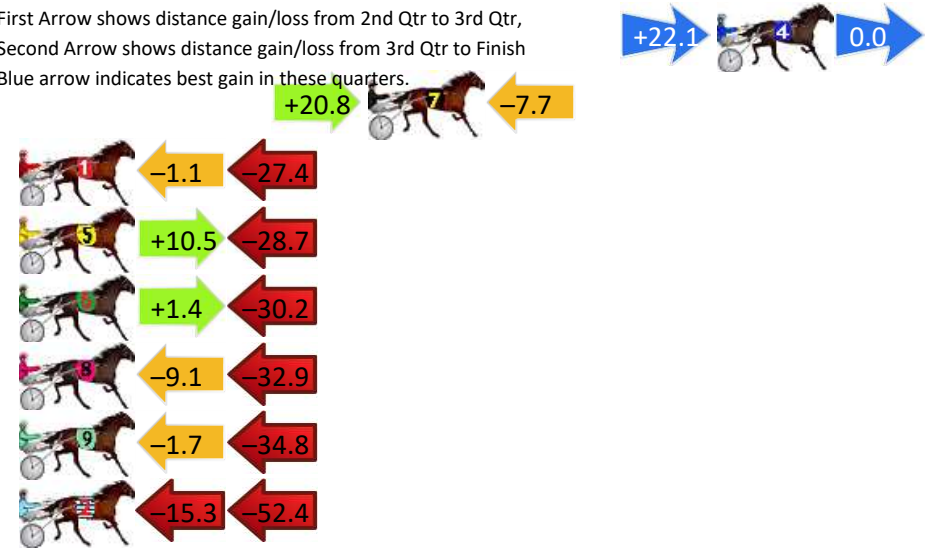 First Arrow shows distance gain/loss from 2nd Qtr to 3rd Qtr,
Second Arrow shows distance gain/loss from 3rd Qtr to Finish
Blue arrow indicates best gain in these quarters.
+22.1 4 0.0
+20.8 7 –7.7
1 –1.1 –27.4
5 +10.5 –28.7
6 +1.4 –30.2
8 –9.1 –32.9
9 –1.7 –34.8
2 –15.3 –52.4